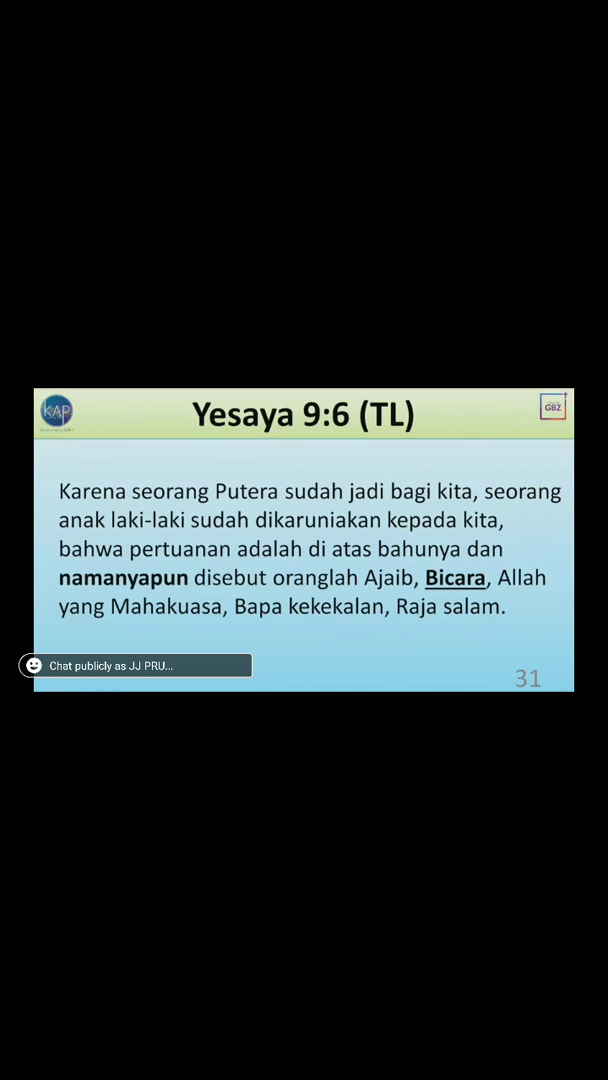 KAP
Yesaya 9:6 (TL)
GBZ
Karena seorang Putera sudah jadi bagi kita, seorang
anak laki-laki sudah dikaruniakan kepada kita,
bahwa pertuanan adalah di atas bahunya dan
namanyapun disebut oranglah Ajaib, Bicara, Allah
yang Mahakuasa, Bapa kekekalan, Raja salam.
Chat publicly as JJ PRU...
31